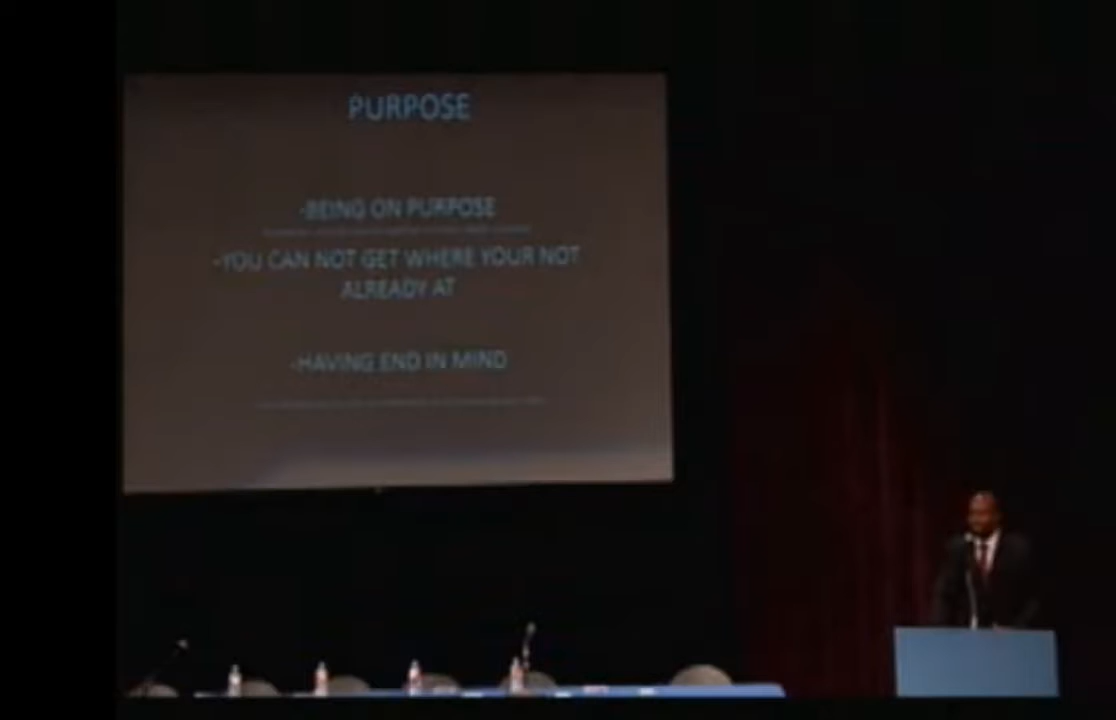 PURPOSE
-BEING ON PURPOSE
-YOU CAN NOT GET WHERE YOUR NOT
ALREADY AT
-HAVING END IN MIND